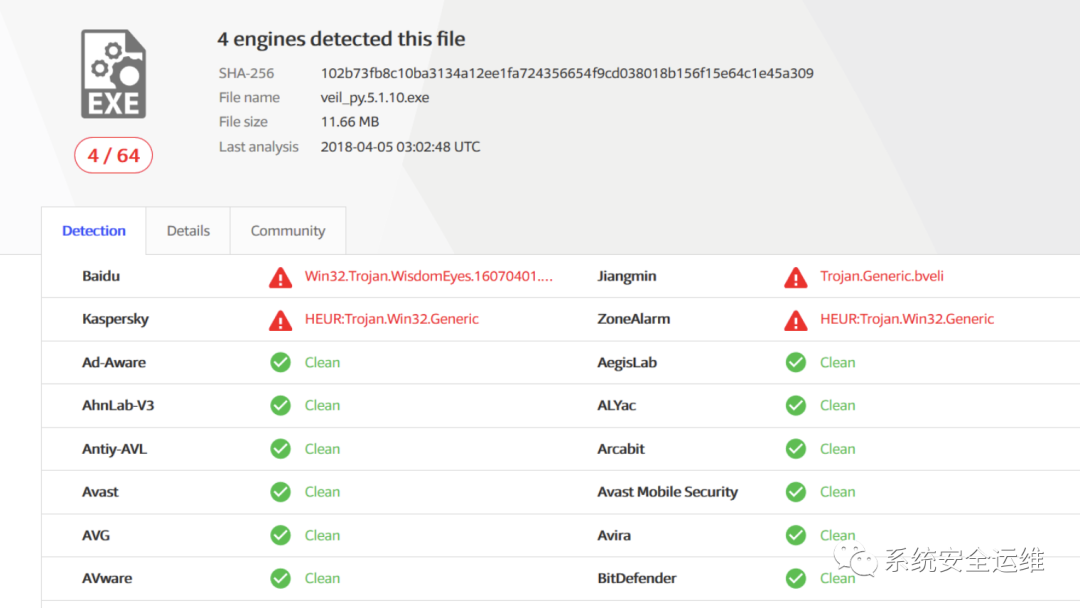 4 engines detected this file
SHA-256 102b73fb8c10ba3134a12ee1fa724356654f9cd038018b156f15e64c1e45a309
File name veil_py.5.1.10.exe
File size 11.66 MB
Last analysis 2018-04-05 03:02:48 UTC
EXE
4 / 64
Detection Details Community
Baidu Win32.Trojan.WisdomEyes.16070401.... Jiangmin Trojan.Generic.bveli
Kaspersky HEUR:Trojan.Win32.Generic ZoneAlarm HEUR:Trojan.Win32.Generic
Ad-Aware Clean AegisLab Clean
AhnLab-V3 Clean ALYac Clean
Antiy-AVL Clean Arcabit Clean
Avast Clean Avast Mobile Security Clean
AVG Clean Avira Clean
AVware Clean BitDefender Clean
系统安全运维